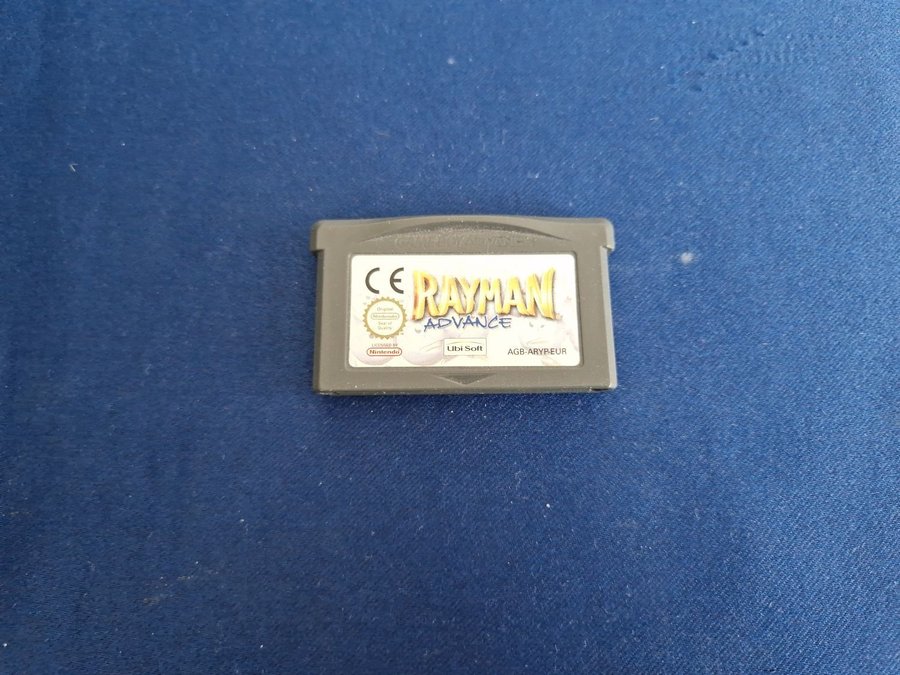 GAME BOY ADVANCE
CE
RAYMAN
ADVANCE
Original
Nintendo
Seal of
Quality
LICENSED BY
Nintendo
Ubi Soft
AGB-ARYP-EUR